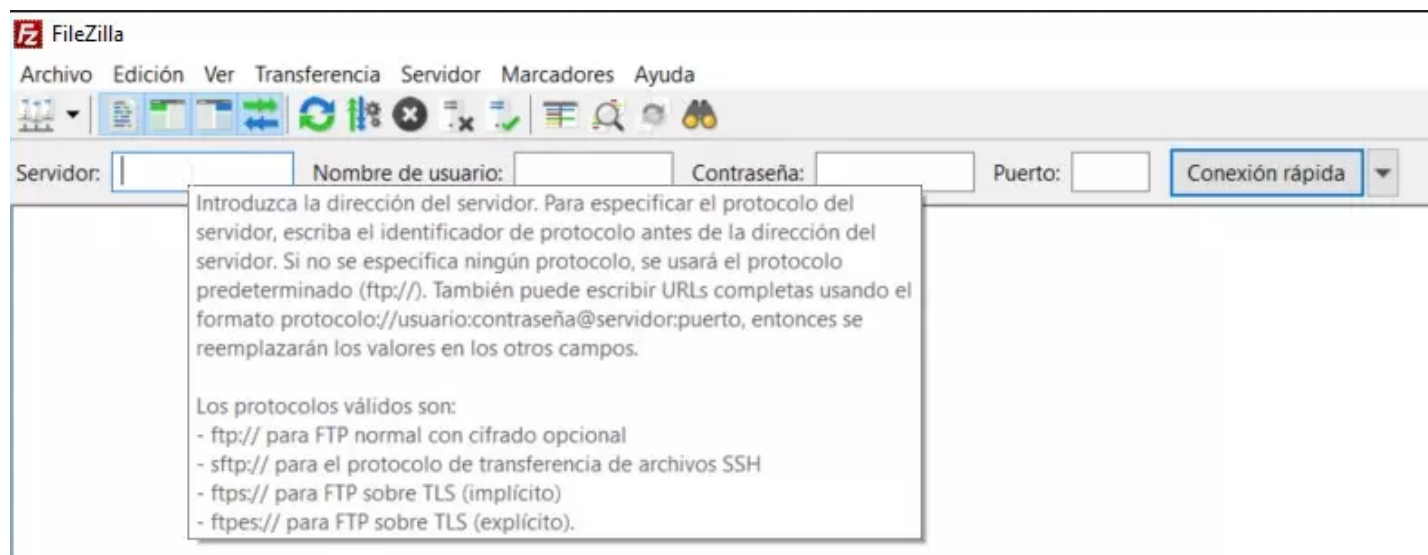 FileZilla
Archivo Edición Ver Transferencia Servidor Marcadores Ayuda
Servidor: Nombre de usuario: Contraseña: Puerto: Conexión rápida
Introduzca la dirección del servidor. Para especificar el protocolo del
servidor, escriba el identificador de protocolo antes de la dirección del
servidor. Si no se especifica ningún protocolo, se usará el protocolo
predeterminado (ftp://). También puede escribir URLs completas usando el
formato protocolo://usuario:contraseña@servidor:puerto, entonces se
reemplazarán los valores en los otros campos.
Los protocolos válidos son:
- ftp:// para FTP normal con cifrado opcional
- sftp:// para el protocolo de transferencia de archivos SSH
- ftps:// para FTP sobre TLS (implícito)
- ftpes:// para FTP sobre TLS (explícito).